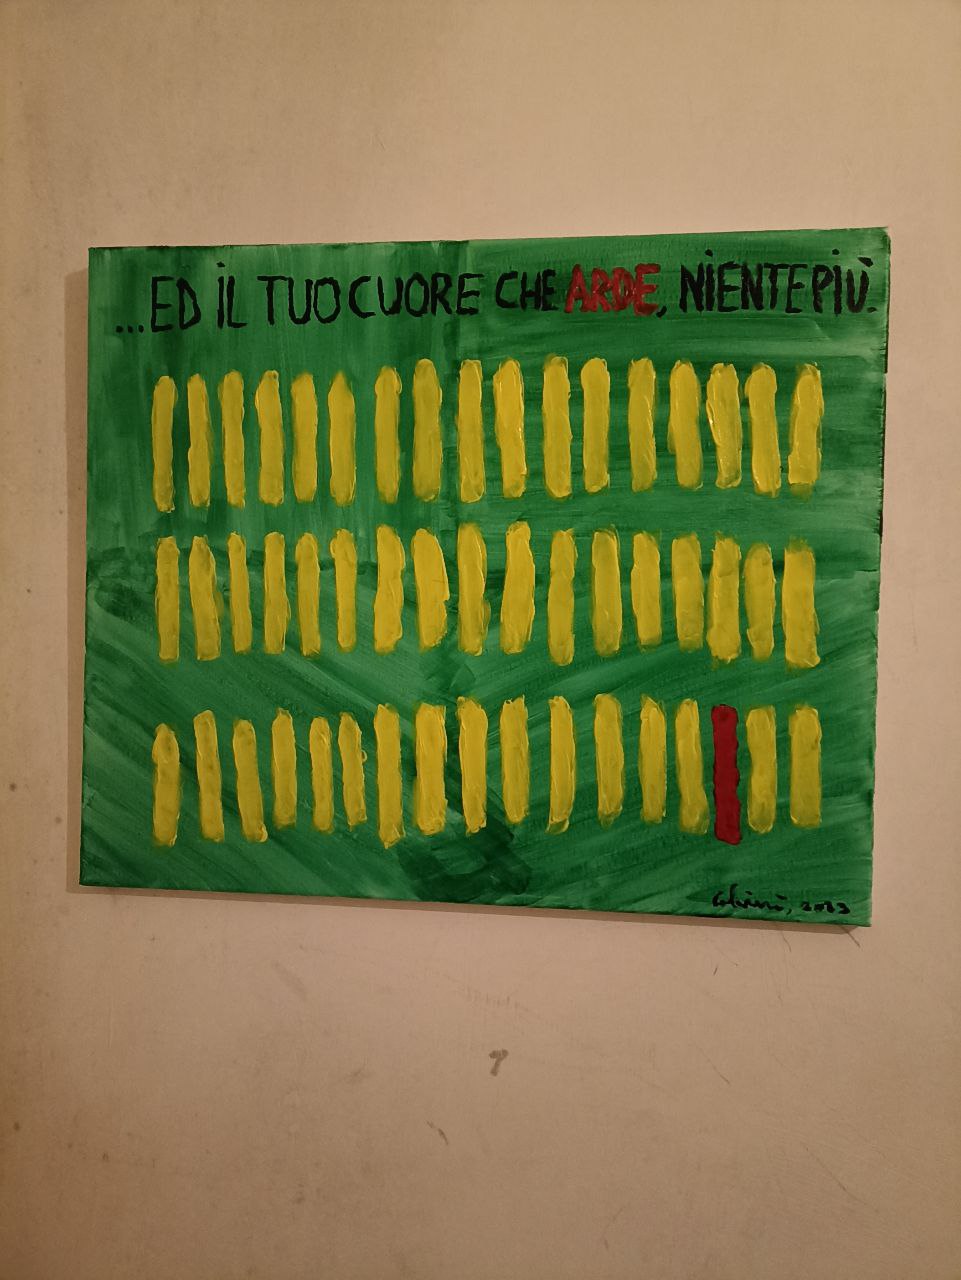 ...ED IL TUO CUORE CHE ARDE, NIENTE PIÙ.